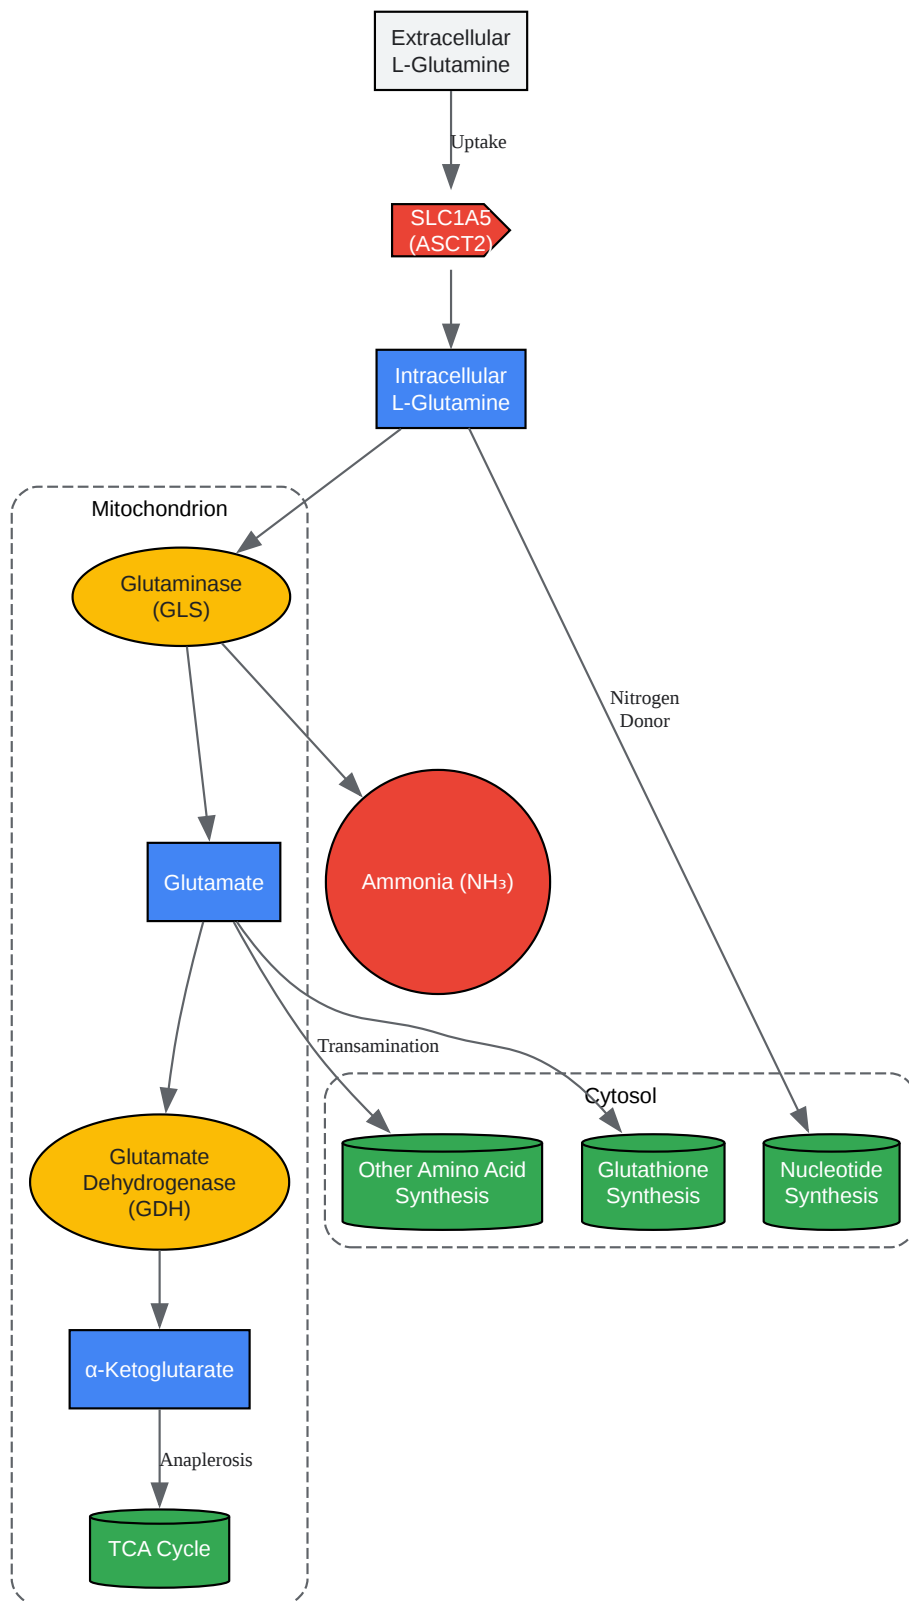 Extracellular
L-Glutamine
Uptake
SLC1A5
(ASCT2)
Intracellular
L-Glutamine
Mitochondrion
Glutaminase
(GLS)
Nitrogen
Donor
Glutamate
Ammonia (NH₃)
Transamination
Cytosol
Glutamate
Dehydrogenase
(GDH)
Other Amino Acid
Synthesis
Glutathione
Synthesis
Nucleotide
Synthesis
α-Ketoglutarate
Anaplerosis
TCA Cycle